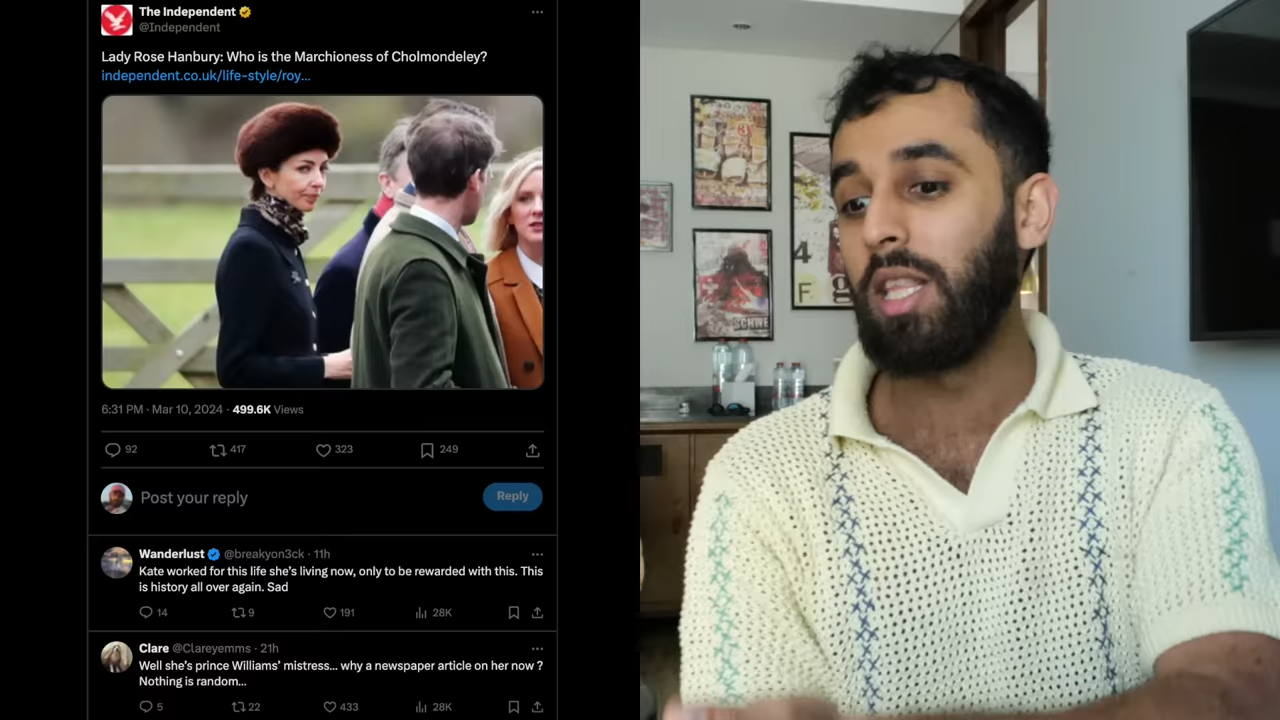 The Independent
@Independent
Lady Rose Hanbury: Who is the Marchioness of Cholmondeley?
independent.co.uk/life-style/roy...
6:31 PM · Mar 10, 2024 · 499.6K Views
92 417 323 249
Post your reply
Reply
Wanderlust @breakyon3ck · 11h
Kate worked for this life she's living now, only to be rewarded with this. This
is history all over again. Sad
14 9 191 28K
Clare @Clareyemms · 21h
Well she's prince Williams' mistress... why a newspaper article on her now ?
Nothing is random...
5 22 433 28K
4
F g
SCHWE